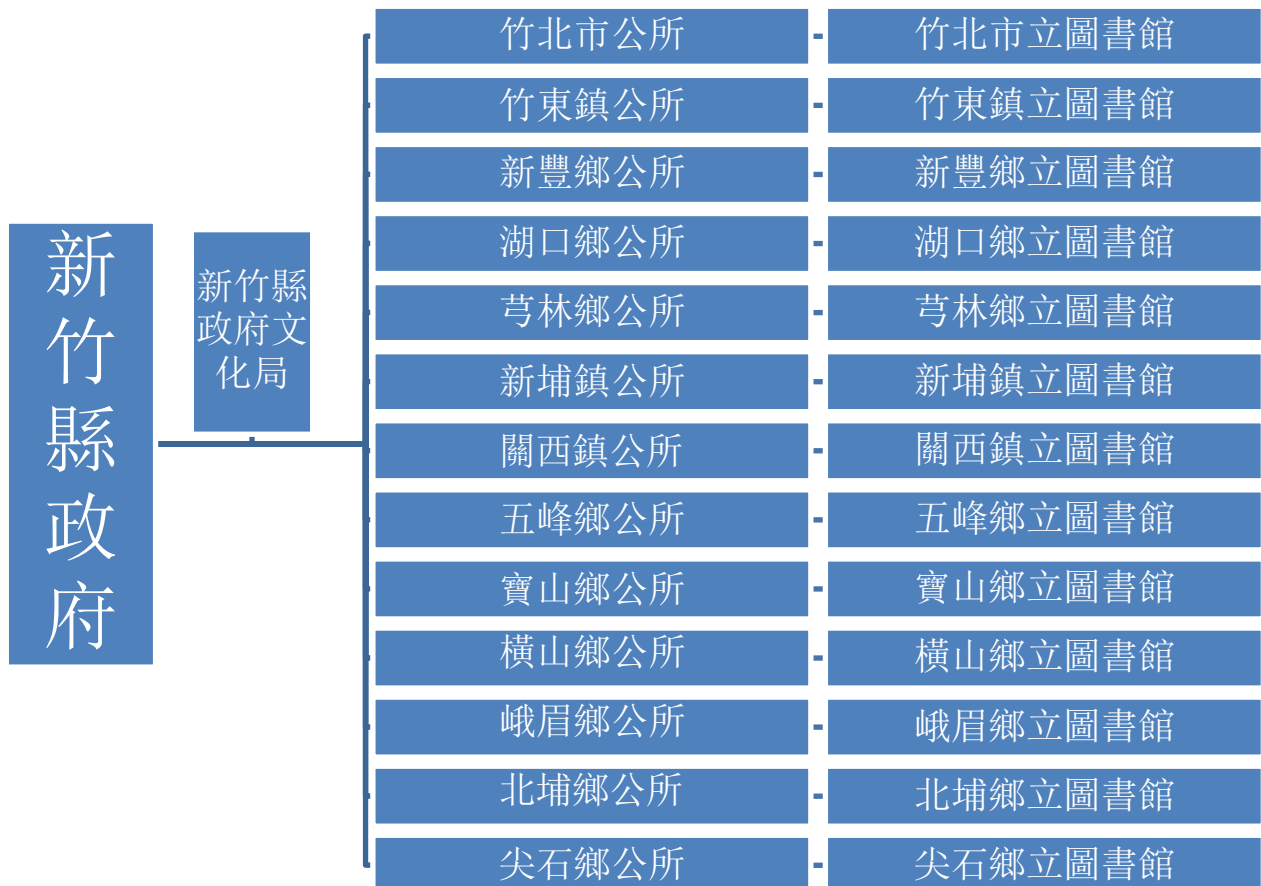 新竹縣政府
新竹縣
政府文
化局
竹北市公所
竹北市立圖書館
竹東鎮公所
竹東鎮立圖書館
新豐鄉公所
新豐鄉立圖書館
湖口鄉公所
湖口鄉立圖書館
芎林鄉公所
芎林鄉立圖書館
新埔鎮公所
新埔鎮立圖書館
關西鎮公所
關西鎮立圖書館
五峰鄉公所
五峰鄉立圖書館
寶山鄉公所
寶山鄉立圖書館
橫山鄉公所
橫山鄉立圖書館
峨眉鄉公所
峨眉鄉立圖書館
北埔鄉公所
北埔鄉立圖書館
尖石鄉公所
尖石鄉立圖書館